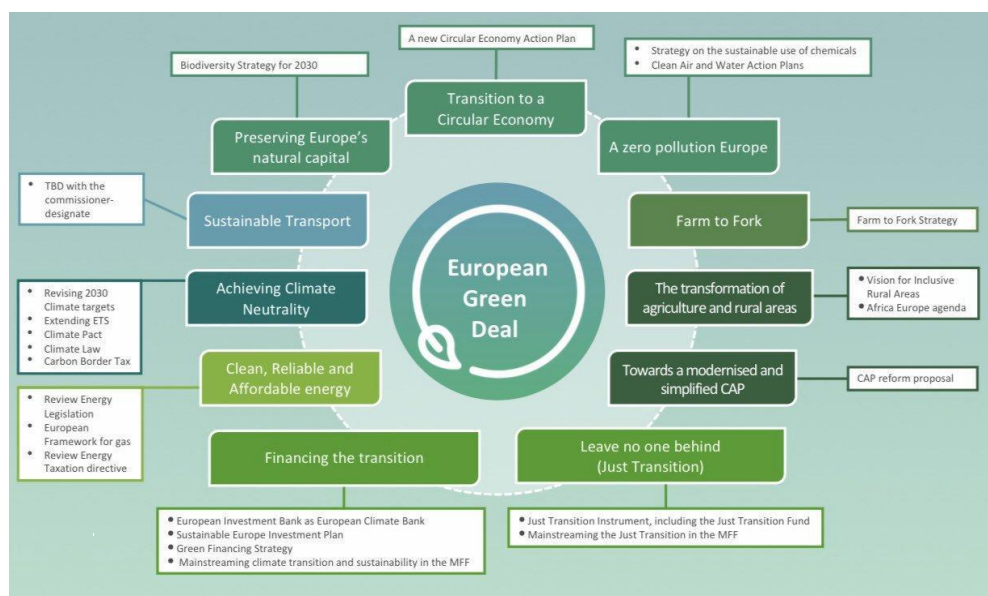 A new Circular Economy Action Plan
Biodiversity Strategy for 2030
• Strategy on the sustainable use of chemicals
• Clean Air and Water Action Plans
Transition to a
Circular Economy
Preserving Europe's
natural capital
A zero pollution Europe
• TBD with the
commissioner-
designate
Sustainable Transport
Farm to Fork
Farm to Fork Strategy
European
Green
Deal
• Revising 2030
Climate targets
• Extending ETS
• Climate Pact
• Climate Law
• Carbon Border Tax
Achieving Climate
Neutrality
The transformation of
agriculture and rural areas
• Vision for Inclusive
Rural Areas
• Africa Europe agenda
Clean, Reliable and
Affordable energy
Towards a modernised and
simplified CAP
CAP reform proposal
• Review Energy
Legislation
• European
Framework for gas
• Review Energy
Taxation directive
Financing the transition
Leave no one behind
(Just Transition)
• European Investment Bank as European Climate Bank
• Sustainable Europe Investment Plan
• Green Financing Strategy
• Mainstreaming climate transition and sustainability in the MFF
• Just Transition Instrument, including the Just Transition Fund
• Mainstreaming the Just Transition in the MFF